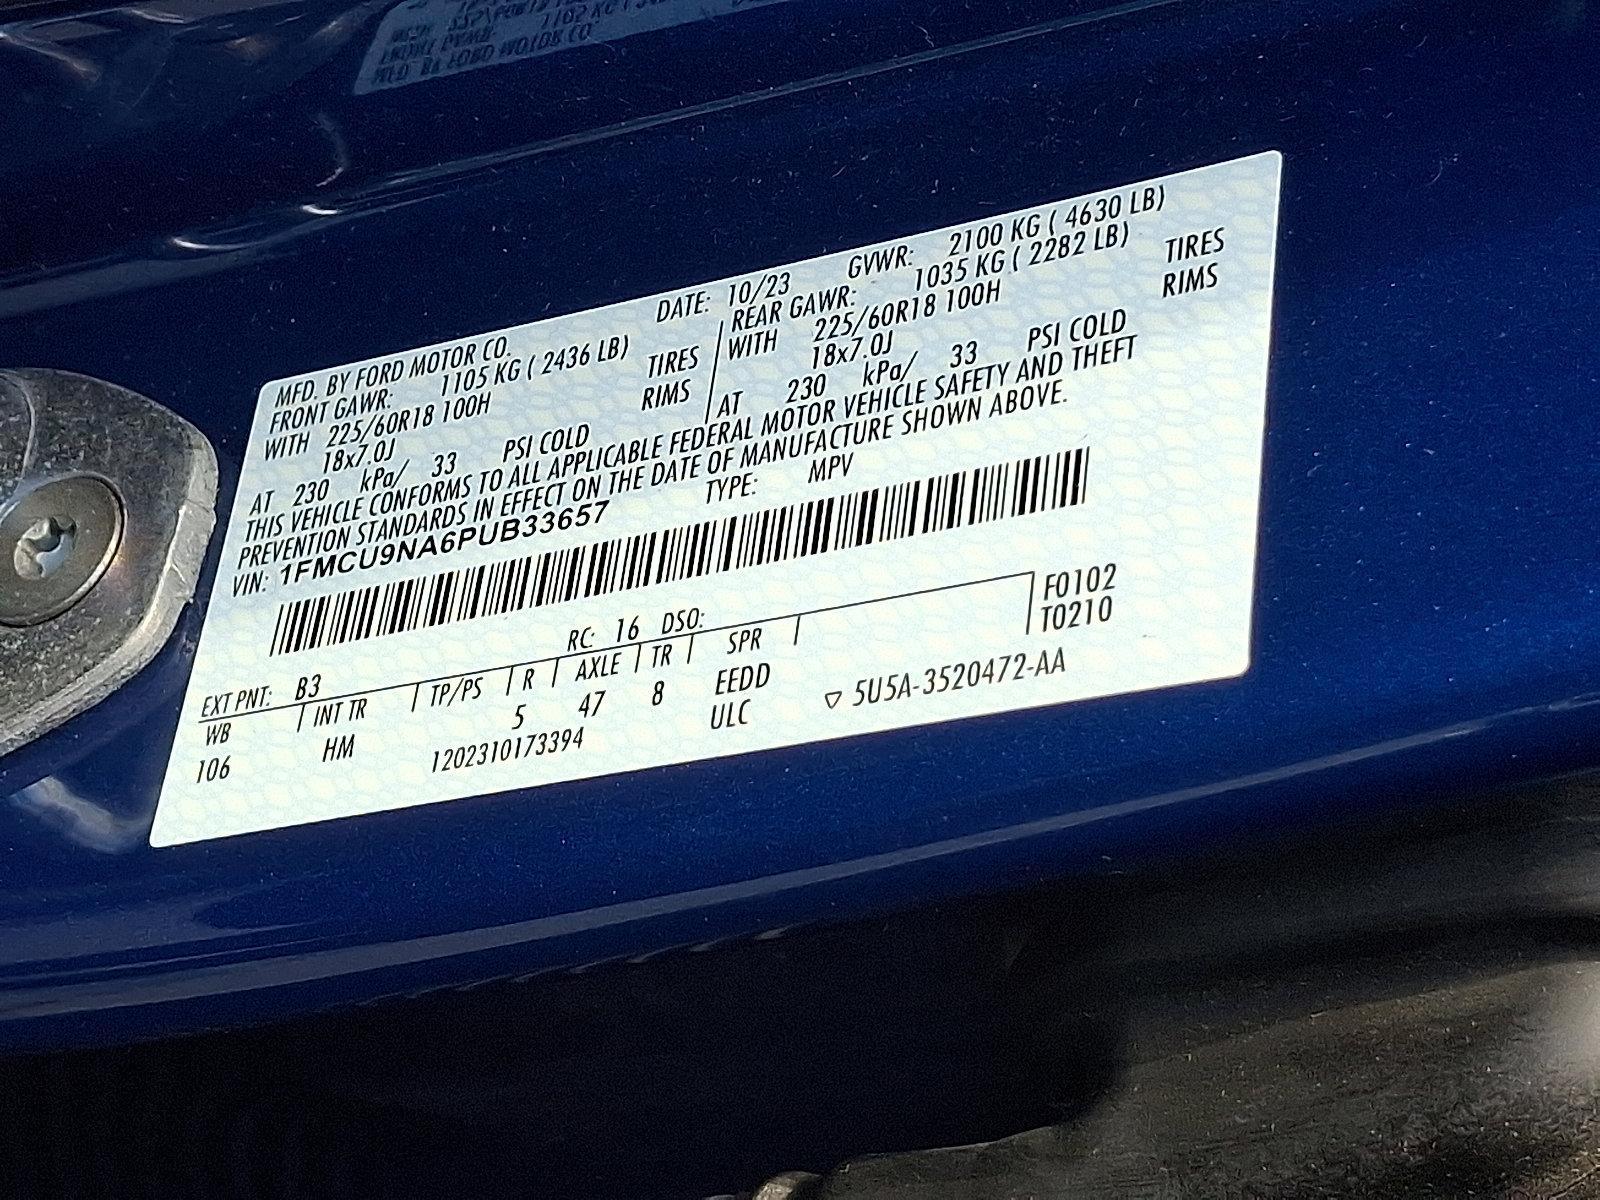 MFD. BY FORD MOTOR CO.
DATE: 10/23 GVWR: 2100 KG ( 4630 LB)
FRONT GAWR: 1105 KG ( 2436 LB)
REAR GAWR: 1035 KG ( 2282 LB)
WITH 225/60R18 100H TIRES
WITH 225/60R18 100H TIRES
18x7.0J RIMS
18x7.0J RIMS
AT 230 kPa/ 33 PSI COLD
AT 230 kPa/ 33 PSI COLD
THIS VEHICLE CONFORMS TO ALL APPLICABLE FEDERAL MOTOR VEHICLE SAFETY AND THEFT
PREVENTION STANDARDS IN EFFECT ON THE DATE OF MANUFACTURE SHOWN ABOVE.
VIN: 1FMCU9NA6PUB33657 TYPE: MPV
F0102
T0210
EXT PNT: B3 RC: 16 DSO:
WB INT TR TP/PS R AXLE TR SPR
106 HM 5 47 8 EEDD
1202310173394 ULC ▽ 5U5A-3520472-AA